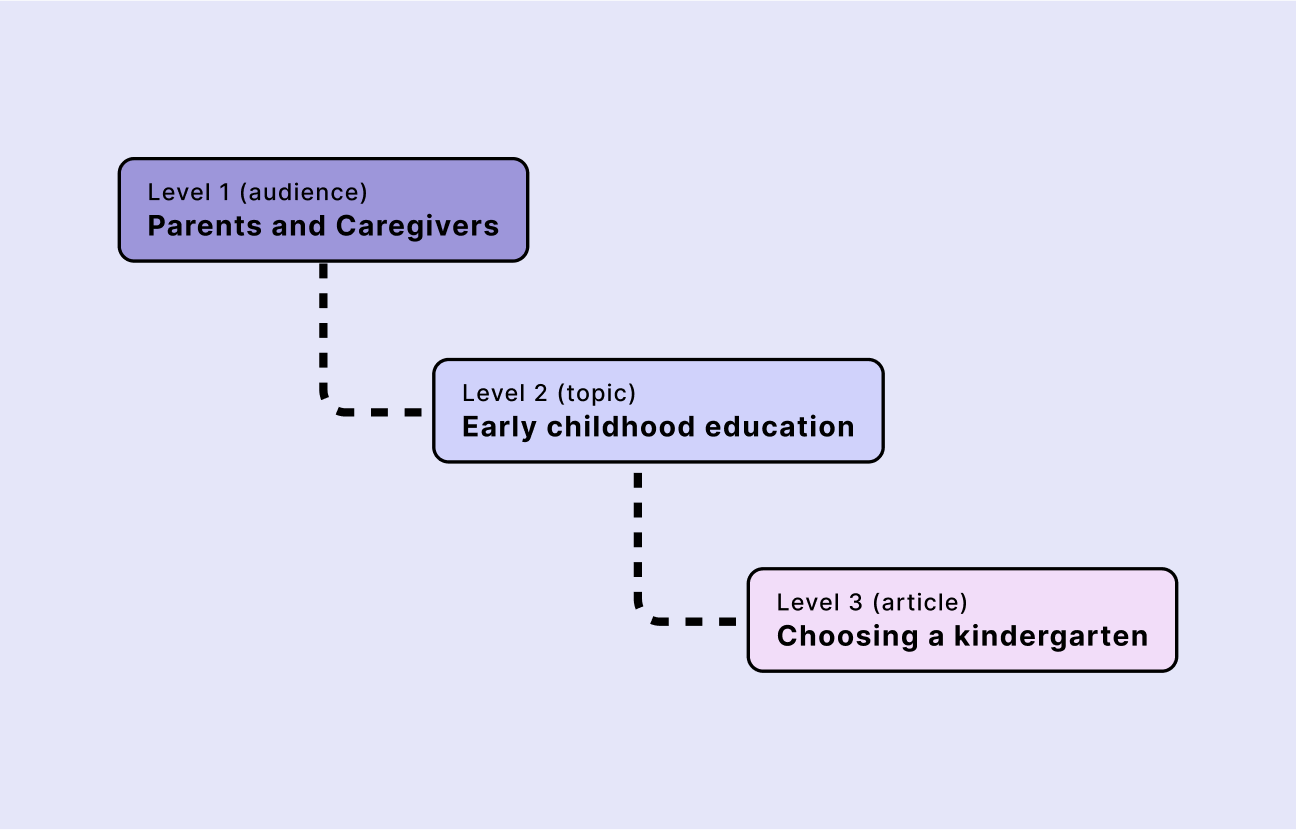 Level 1 (audience)
Parents and Caregivers
Level 2 (topic)
Early childhood education
Level 3 (article)
Choosing a kindergarten